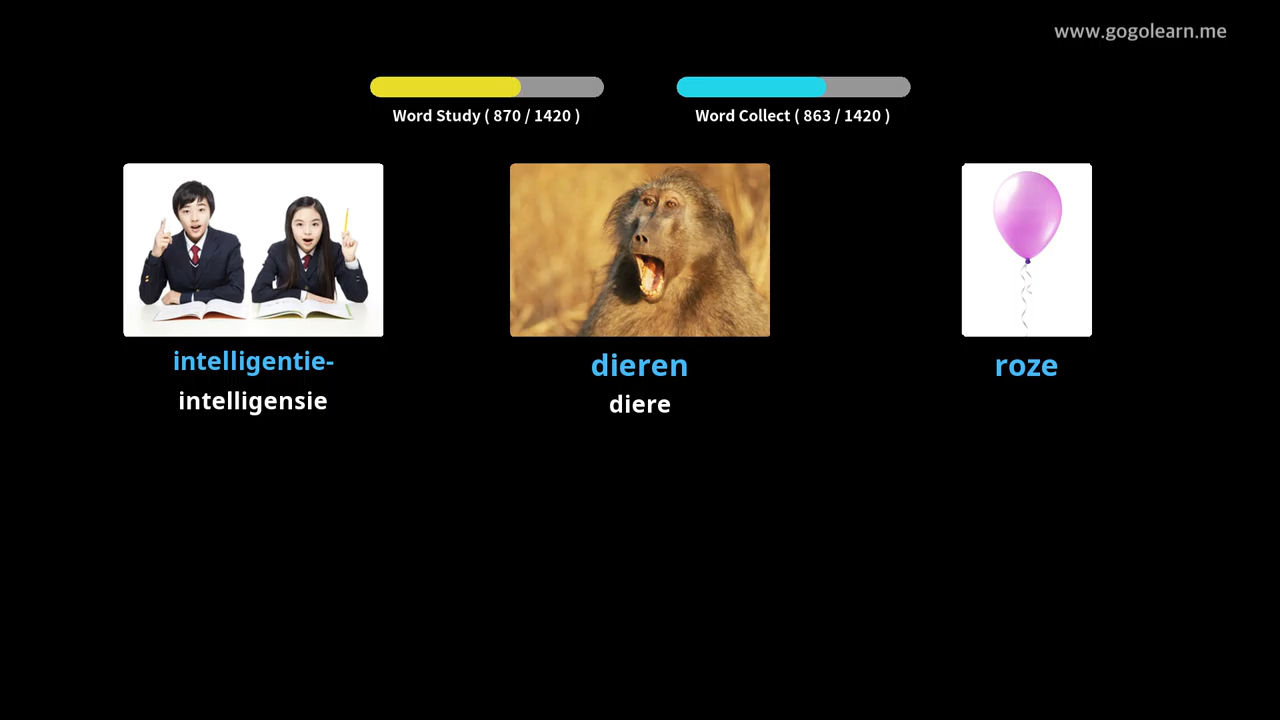 www.gogolearn.me
Word Study ( 870 / 1420 )
Word Collect ( 863 / 1420 )
intelligentie-
intelligensie
dieren
diere
roze